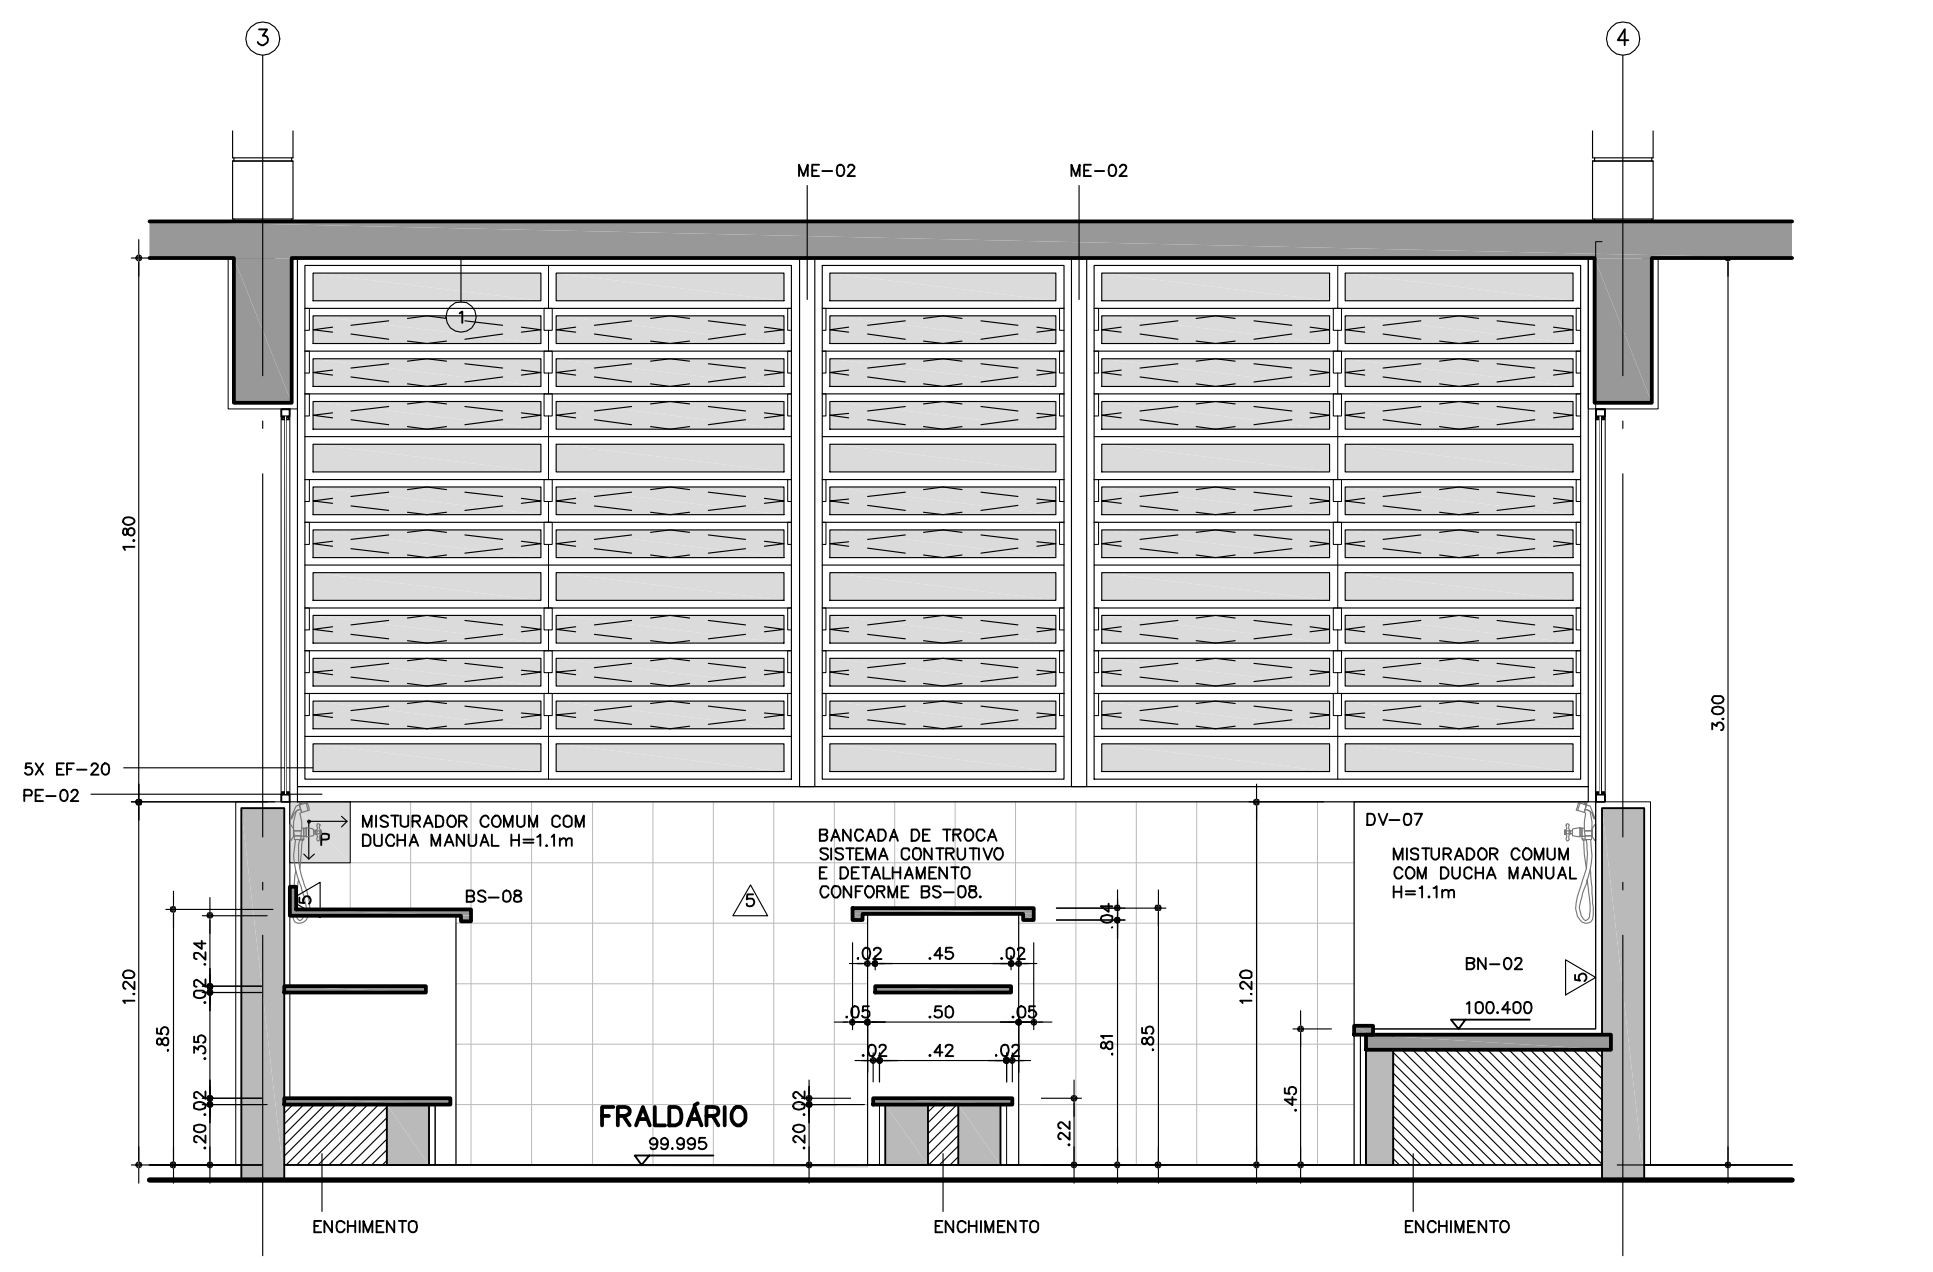 3
4
ME-02
ME-02
1
1.80
3.00
5X EF-20
PE-02
P
MISTURADOR COMUM COM
DUCHA MANUAL H=1.1m
BANCADA DE TROCA
SISTEMA CONTRUTIVO
E DETALHAMENTO
CONFORME BS-08.
DV-07
MISTURADOR COMUM
COM DUCHA MANUAL
H=1.1m
5
BS-08
5
.04
.24
.02
.45
.02
BN-02
5
1.20
.02
1.20
100.400
.85
.35
.05
.50
.05
.81
.85
.02
.42
.02
.45
.02
.20
FRALDÁRIO
99.995
.02
.20
.22
ENCHIMENTO
ENCHIMENTO
ENCHIMENTO